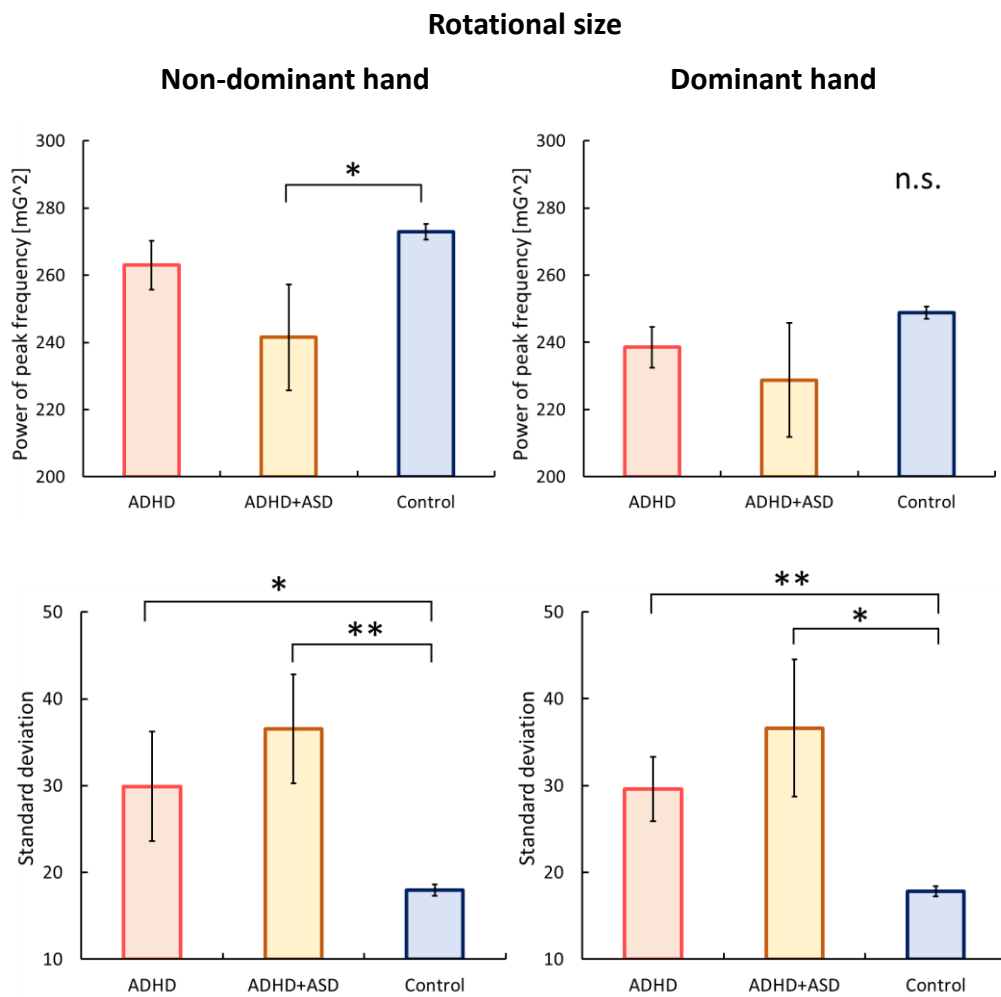 Rotational size
Non-dominant hand
Dominant hand
Power of peak frequency [mG^2]
300
280
260
240
220
200
*
ADHD
ADHD+ASD
Control
Power of peak frequency [mG^2]
300
280
260
240
220
200
n.s.
ADHD
ADHD+ASD
Control
Standard deviation
50
40
30
20
10
*
**
ADHD
ADHD+ASD
Control
Standard deviation
50
40
30
20
10
**
*
ADHD
ADHD+ASD
Control